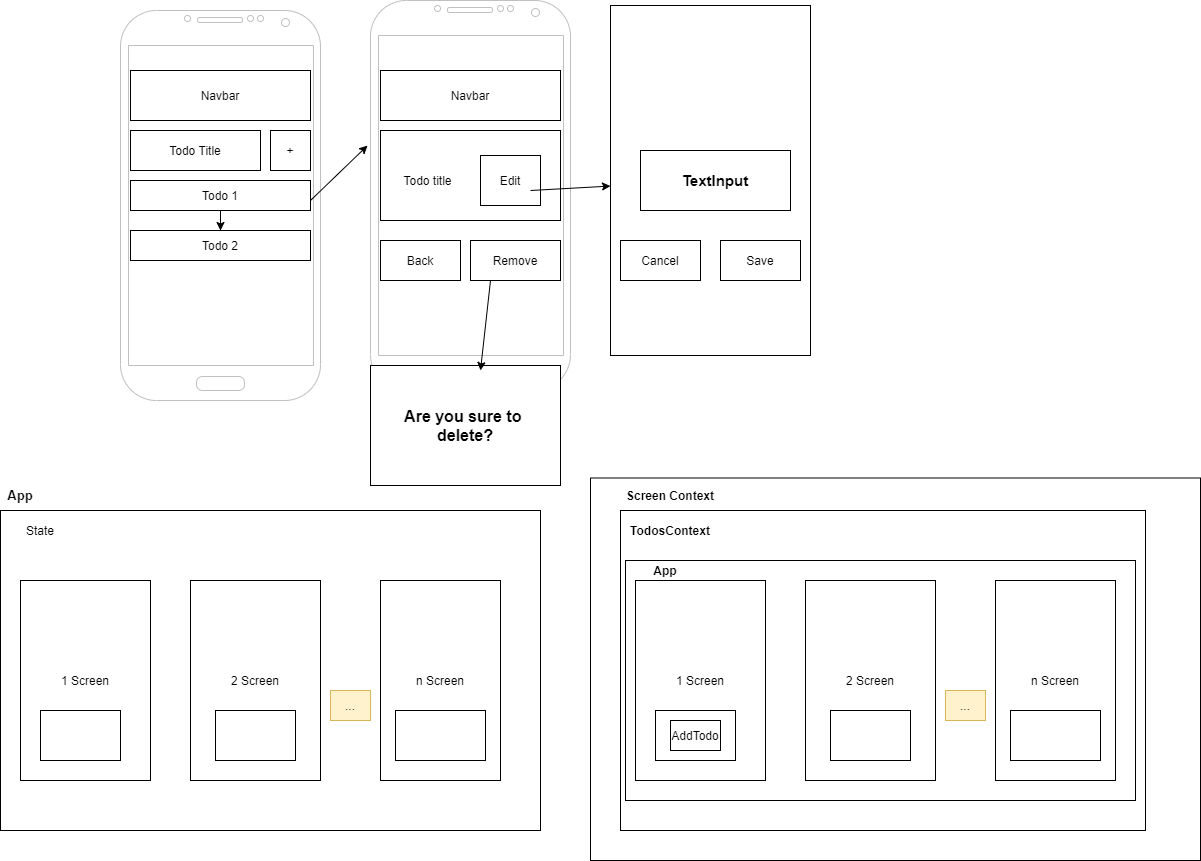 Navbar
Todo Title
+
Todo 1
Todo 2
Navbar
Todo title
Edit
Back
Remove
TextInput
Cancel
Save
Are you sure to
delete?
App
State
1 Screen
2 Screen
...
n Screen
Screen Context
TodosContext
App
1 Screen
AddTodo
2 Screen
...
n Screen